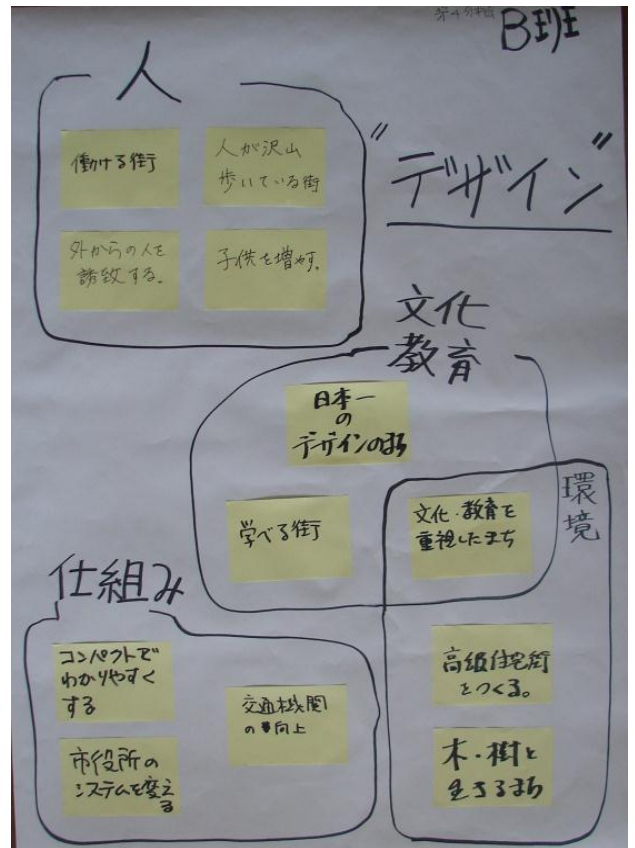 第4分科会
B班
人
"デザイン"
働ける街
人が沢山
歩いている街
外からの人を
誘致する。
子供を増やす。
文化
教育
日本一
の
デザインのまち
学べる街
文化・教育を
重視したまち
環
境
高級住宅街
をつくる。
木・樹と
生きるまち
仕組み
コンパクトで
わかりやすく
する
交通機関
の向上
市役所の
システムを変え
る